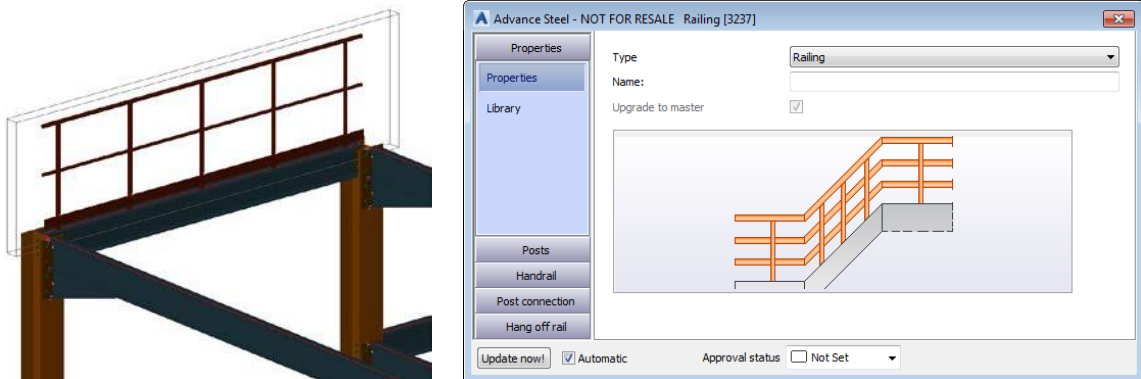 Advance Steel - NOT FOR RESALE Railing [3237]
Properties
Properties
Library
Posts
Handrail
Post connection
Hang off rail
Type
Railing
Name:
Upgrade to master
Update now!
Automatic
Approval status
Not Set